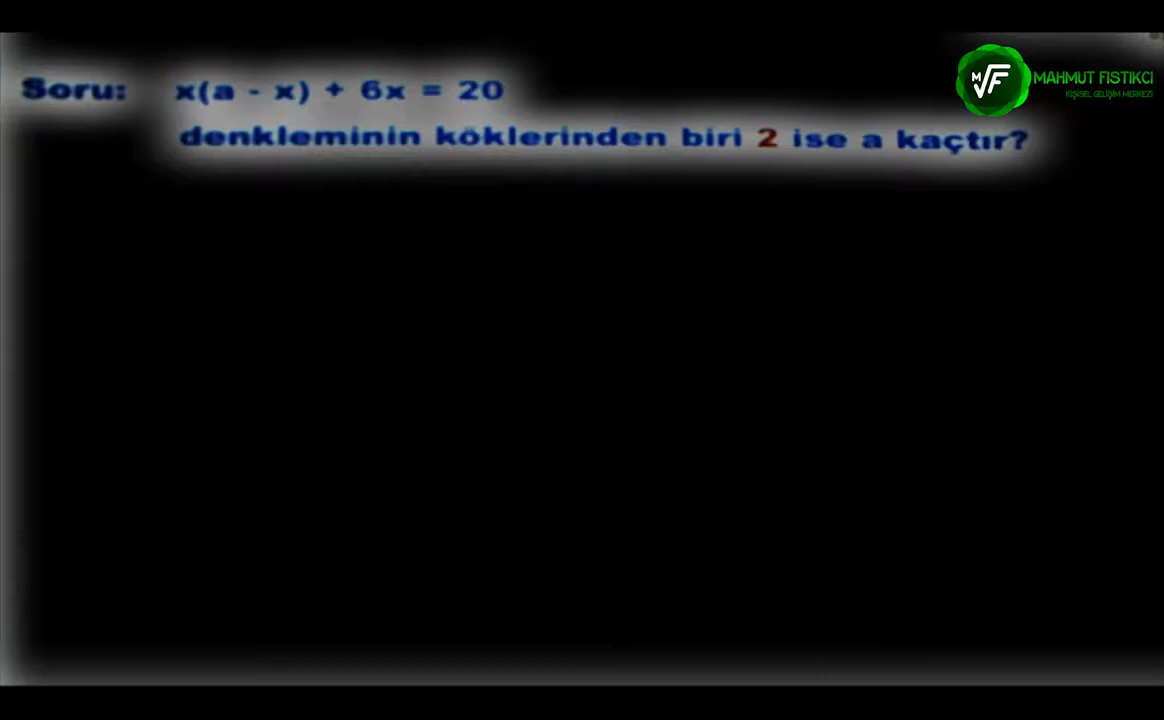 MAHMUT FISTIKCI
KİŞİSEL GELİŞİM MERKEZİ
Soru: x(a - x) + 6x = 20
denkleminin köklerinden biri 2 ise a kaçtır?